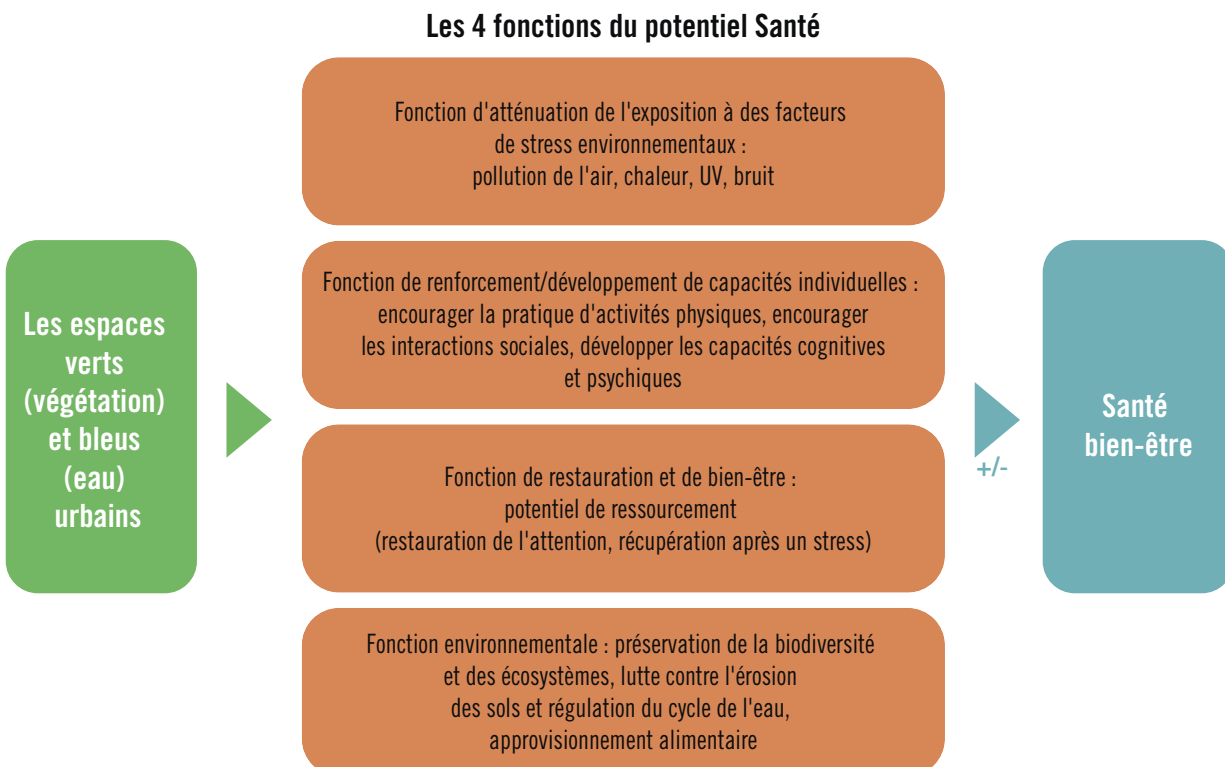 Les 4 fonctions du potentiel Santé
Fonction d'atténuation de l'exposition à des facteurs
de stress environnementaux :
pollution de l'air, chaleur, UV, bruit
Les espaces
verts
(végétation)
et bleus
(eau)
urbains
Fonction de renforcement/développement de capacités individuelles :
encourager la pratique d'activités physiques, encourager
les interactions sociales, développer les capacités cognitives
et psychiques
Fonction de restauration et de bien-être :
potentiel de ressourcement
(restauration de l'attention, récupération après un stress)
Fonction environnementale : préservation de la biodiversité
et des écosystèmes, lutte contre l'érosion
des sols et régulation du cycle de l'eau,
approvisionnement alimentaire
+/-
Santé
bien-être